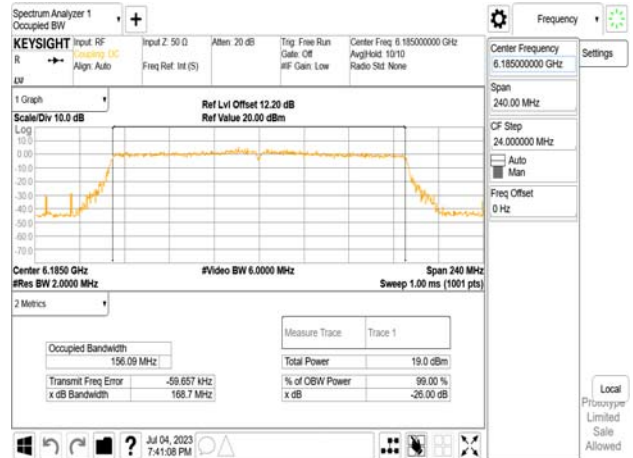 Spectrum Analyzer 1
Occupied BW
Frequency
KEYSIGHT
Input: RF
Coupling: DC
Align: Auto
Input Z: 50 Ω
Freq Ref: Int (S)
Atten: 20 dB
Trig: Free Run
Gate: Off
#IF Gain: Low
Center Freq: 6.185000000 GHz
Avg|Hold: 10/10
Radio Std: None
R
LXI
Center Frequency
6.185000000 GHz
Settings
Span
240.00 MHz
CF Step
24.000000 MHz
Auto
Man
Freq Offset
0 Hz
1 Graph
Scale/Div 10.0 dB
Ref Lvl Offset 12.20 dB
Ref Value 20.00 dBm
Log
10.0
0.00
-10.0
-20.0
-30.0
-40.0
-50.0
-60.0
-70.0
Center 6.1850 GHz
#Res BW 2.0000 MHz
#Video BW 6.0000 MHz
Span 240 MHz
Sweep 1.00 ms (1001 pts)
2 Metrics
Measure Trace Trace 1
Occupied Bandwidth
156.09 MHz
Total Power 19.0 dBm
Transmit Freq Error -59.657 kHz
% of OBW Power 99.00 %
x dB Bandwidth 168.7 MHz
x dB -26.00 dB
Local
Prototype
Limited
Sale
Allowed
Jul 04, 2023
7:41:08 PM